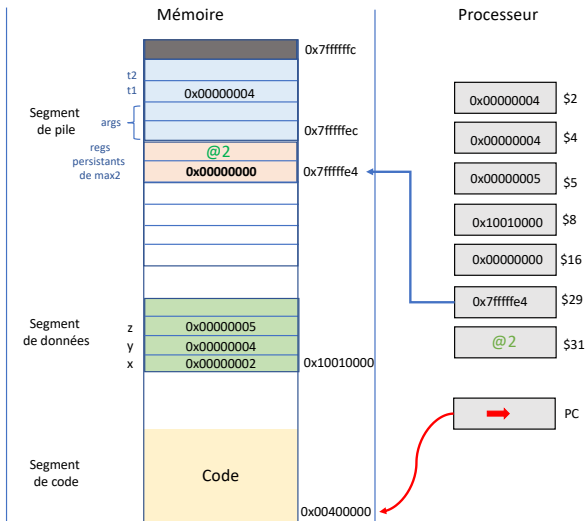 Mémoire
Processeur
0x7ffffffc
t2
t1
0x00000004
args
Segment
de pile
0x7fffffec
regs
persistants
de max2
@2
0x00000000
0x7fffffe4
0x00000004
$2
0x00000004
$4
0x00000005
$5
0x10010000
$8
0x00000000
$16
0x7fffffe4
$29
@2
$31
PC
Segment
de données
z
0x00000005
y
0x00000004
x
0x00000002
0x10010000
Segment
de code
Code
0x00400000